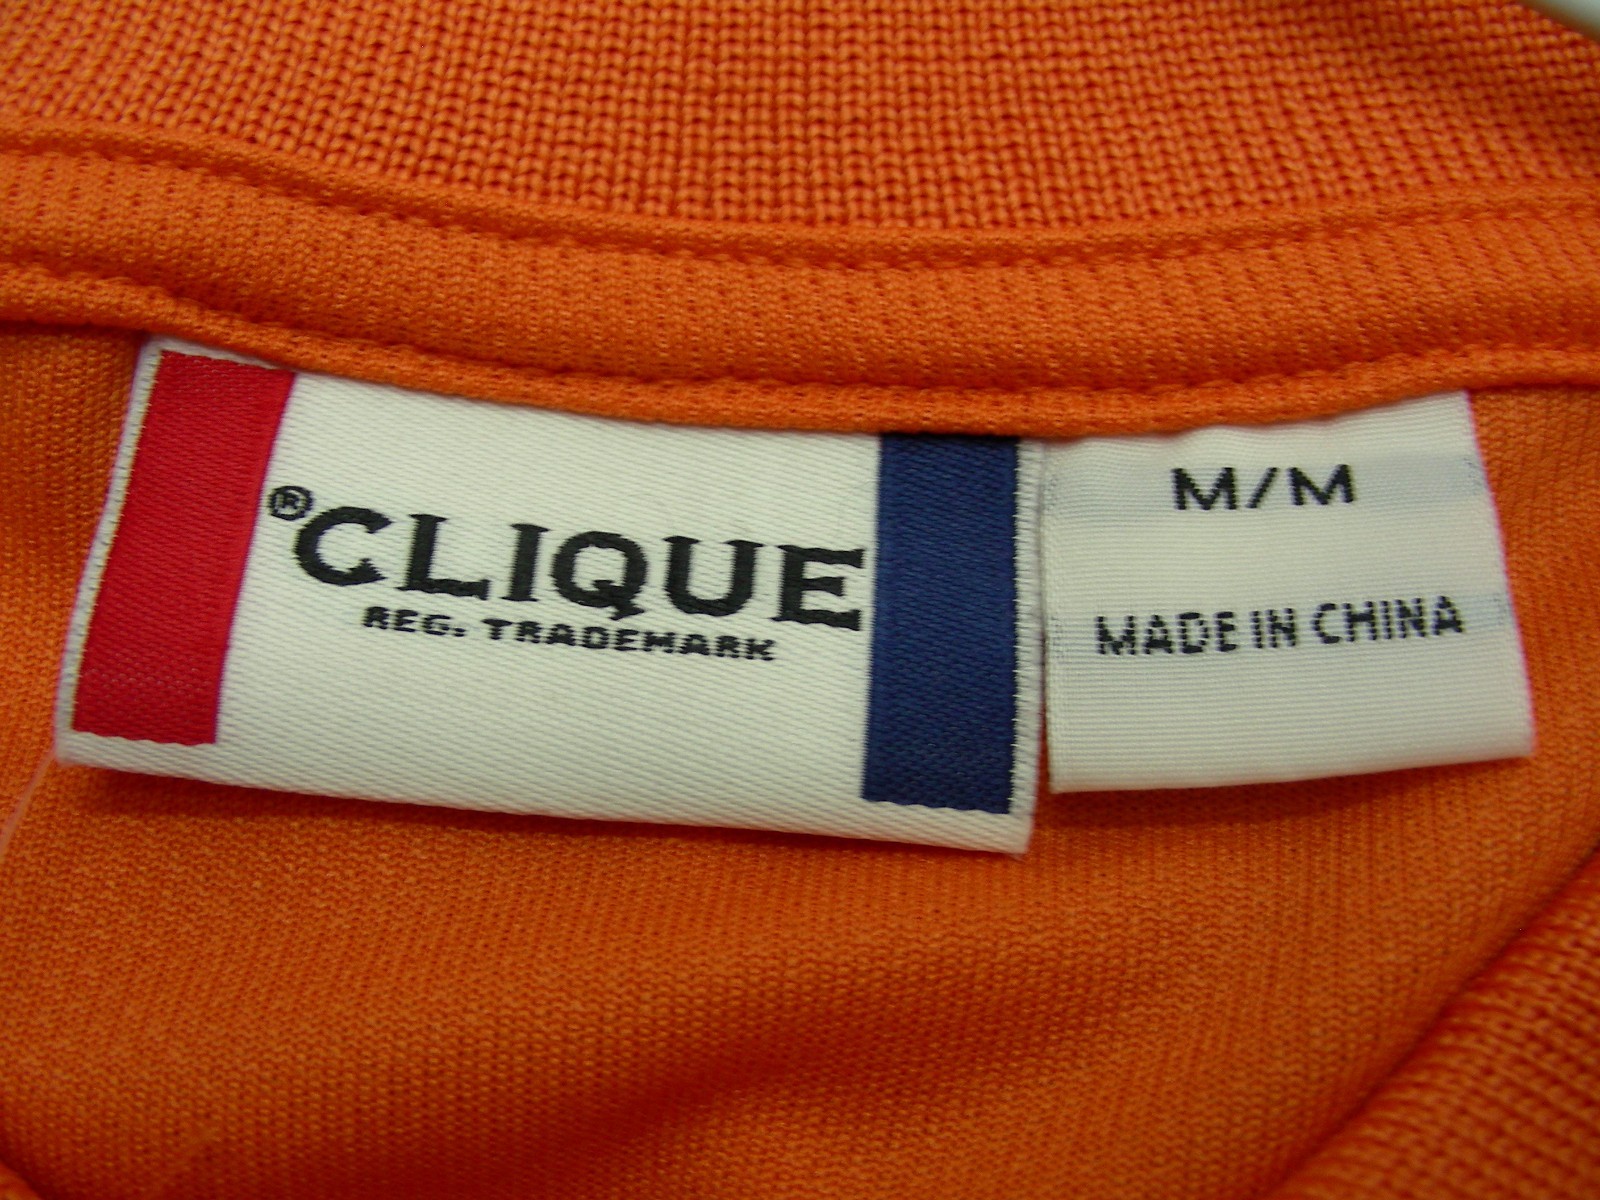 ®CLIQUE
REG. TRADEMARK
M/M
MADE IN CHINA